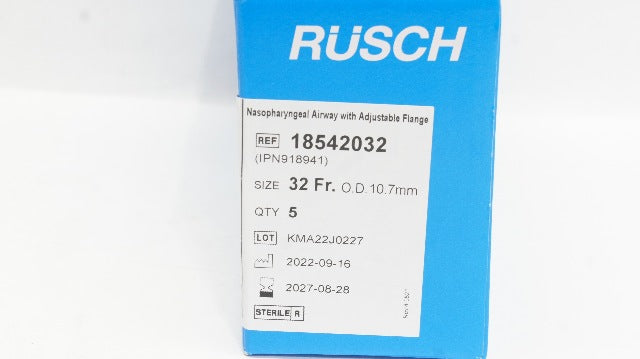 RÜSCH
Nasopharyngeal Airway with Adjustable Flange
REF 18542032
(IPN918941)
SIZE 32 Fr. O.D. 10.7mm
QTY 5
LOT KMA22J0227
2022-09-16
2027-08-28
STERILE R